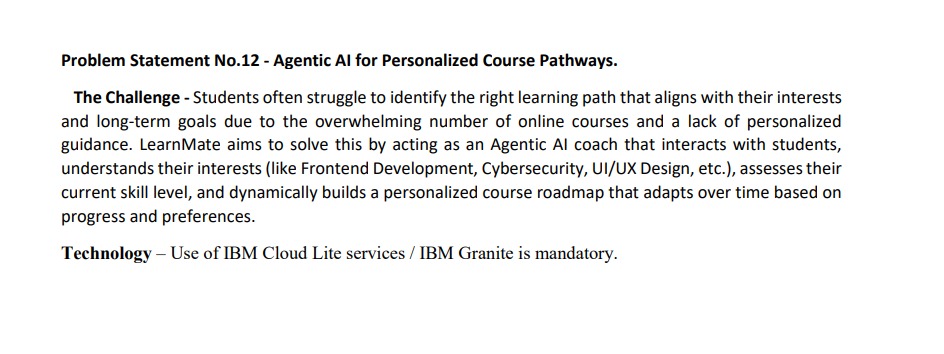 Problem Statement No.12 - Agentic AI for Personalized Course Pathways.
The Challenge - Students often struggle to identify the right learning path that aligns with their interests
and long-term goals due to the overwhelming number of online courses and a lack of personalized
guidance. LearnMate aims to solve this by acting as an Agentic AI coach that interacts with students,
understands their interests (like Frontend Development, Cybersecurity, UI/UX Design, etc.), assesses their
current skill level, and dynamically builds a personalized course roadmap that adapts over time based on
progress and preferences.
Technology – Use of IBM Cloud Lite services / IBM Granite is mandatory.